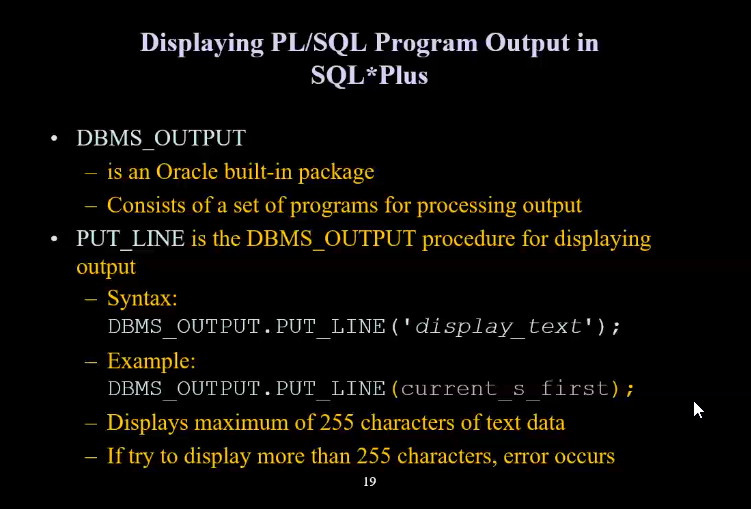 Displaying PL/SQL Program Output in
SQL*Plus
• DBMS_OUTPUT
– is an Oracle built-in package
– Consists of a set of programs for processing output
• PUT_LINE is the DBMS_OUTPUT procedure for displaying
output
– Syntax:
DBMS_OUTPUT.PUT_LINE('display_text');
– Example:
DBMS_OUTPUT.PUT_LINE(current_s_first);
– Displays maximum of 255 characters of text data
– If try to display more than 255 characters, error occurs
19